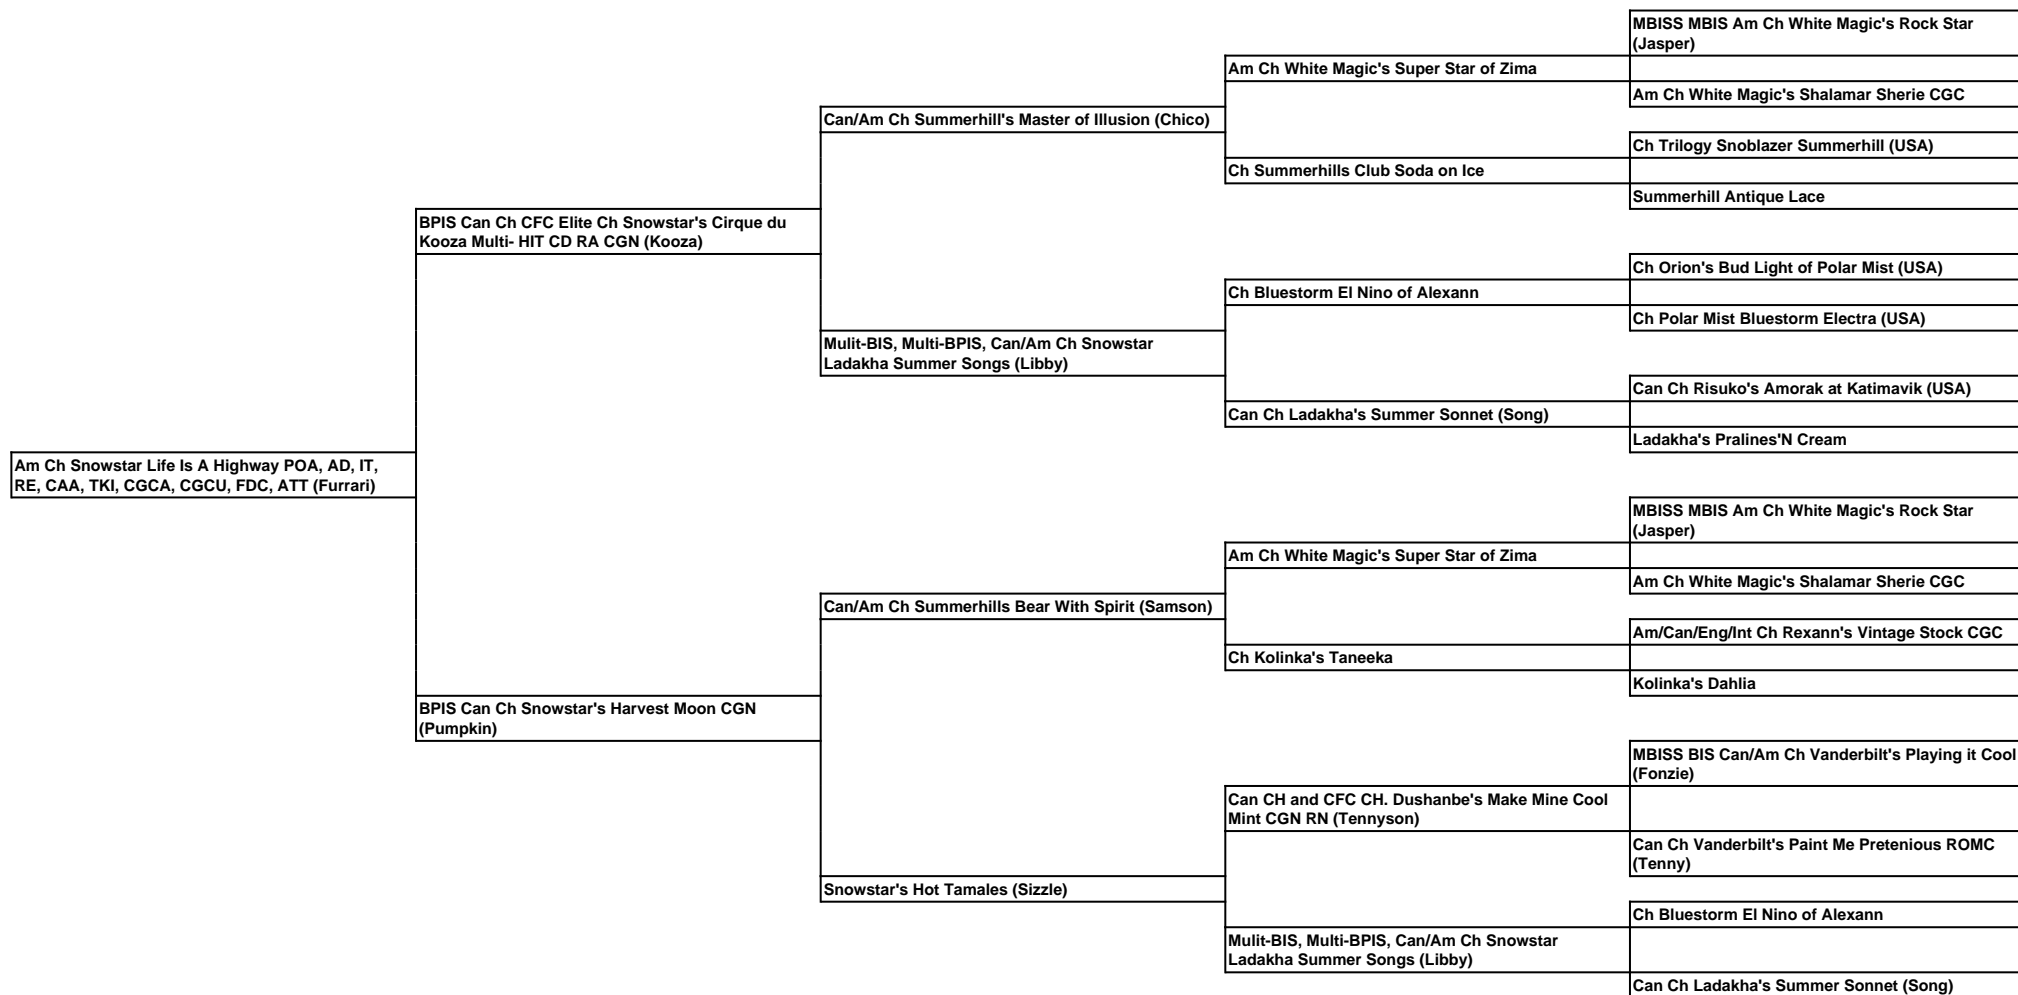 MBISS MBIS Am Ch White Magic's Rock Star
(Jasper)
Am Ch White Magic's Super Star of Zima
Am Ch White Magic's Shalamar Sherie CGC
Can/Am Ch Summerhill's Master of Illusion (Chico)
Ch Trilogy Snoblazer Summerhill (USA)
Ch Summerhills Club Soda on Ice
Summerhill Antique Lace
BPIS Can Ch CFC Elite Ch Snowstar's Cirque du
Kooza Multi- HIT CD RA CGN (Kooza)
Ch Orion's Bud Light of Polar Mist (USA)
Ch Bluestorm El Nino of Alexann
Ch Polar Mist Bluestorm Electra (USA)
Mulit-BIS, Multi-BPIS, Can/Am Ch Snowstar
Ladakha Summer Songs (Libby)
Can Ch Risuko's Amorak at Katimavik (USA)
Can Ch Ladakha's Summer Sonnet (Song)
Ladakha's Pralines'N Cream
Am Ch Snowstar Life Is A Highway POA, AD, IT,
RE, CAA, TKI, CGCA, CGCU, FDC, ATT (Furrari)
MBISS MBIS Am Ch White Magic's Rock Star
(Jasper)
Am Ch White Magic's Super Star of Zima
Am Ch White Magic's Shalamar Sherie CGC
Can/Am Ch Summerhills Bear With Spirit (Samson)
Am/Can/Eng/Int Ch Rexann's Vintage Stock CGC
Ch Kolinka's Taneeka
Kolinka's Dahlia
BPIS Can Ch Snowstar's Harvest Moon CGN
(Pumpkin)
MBISS BIS Can/Am Ch Vanderbilt's Playing it Cool
(Fonzie)
Can CH and CFC CH. Dushanbe's Make Mine Cool
Mint CGN RN (Tennyson)
Can Ch Vanderbilt's Paint Me Pretenious ROMC
(Tenny)
Snowstar's Hot Tamales (Sizzle)
Ch Bluestorm El Nino of Alexann
Mulit-BIS, Multi-BPIS, Can/Am Ch Snowstar
Ladakha Summer Songs (Libby)
Can Ch Ladakha's Summer Sonnet (Song)